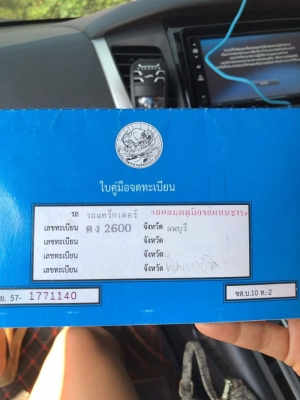 ใบคู่มือจดทะเบียน
รถ รถแทร็กเตอร์
เลขทะเบียน ตง 2600 จังหวัด ลพบุรี
เลขทะเบียน จังหวัด
เลขทะเบียน จังหวัด
เลขทะเบียน จังหวัด
ย. 57- 1771140
ขส.บ.10 ท.-2